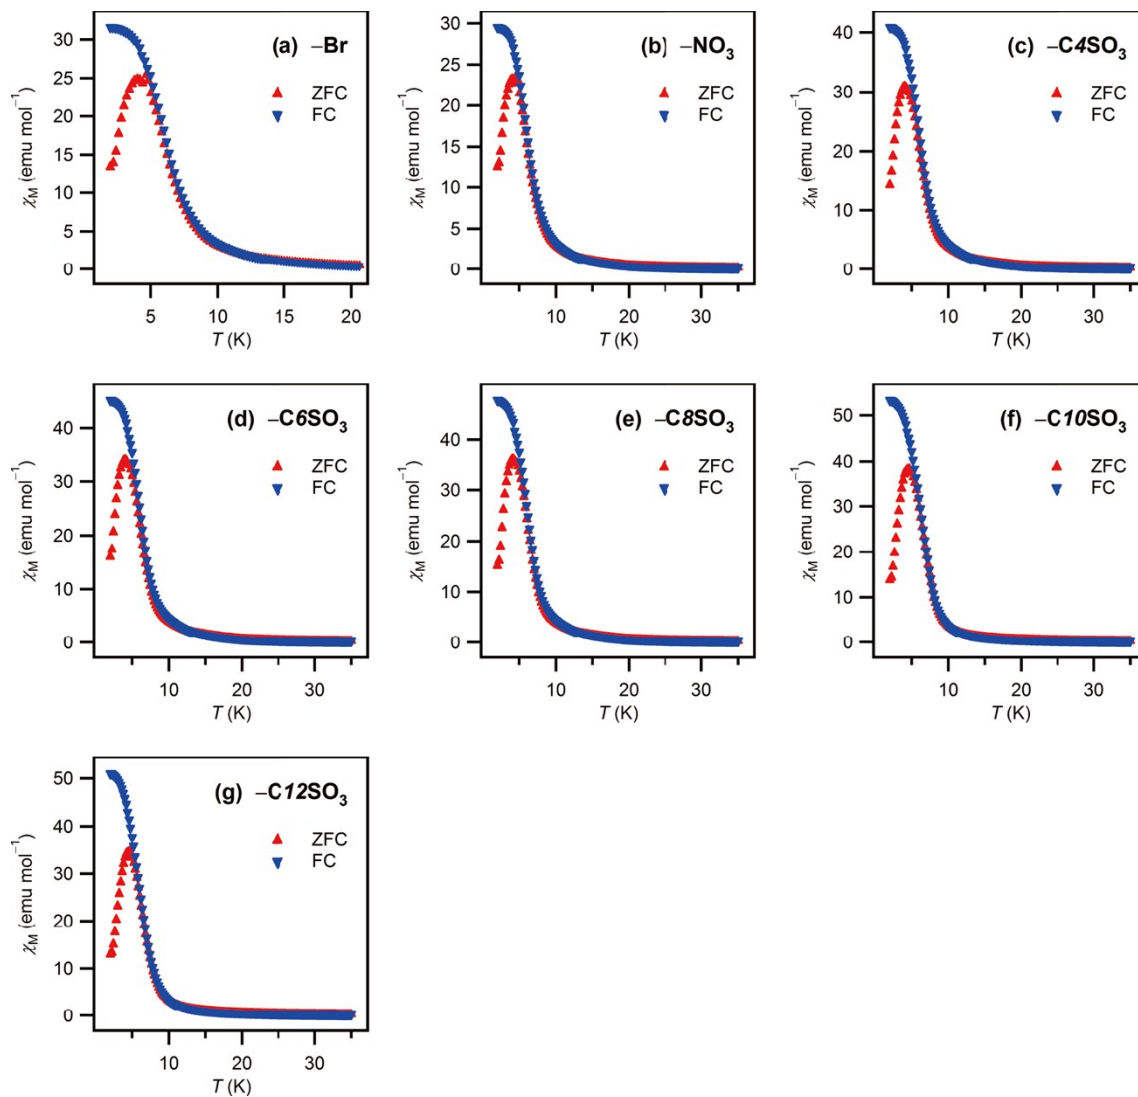 (a) –Br
ZFC
FC
χM (emu mol⁻¹)
30
25
20
15
10
5
0
5
10
15
20
T (K)
(b) –NO₃
ZFC
FC
χM (emu mol⁻¹)
30
25
20
15
10
5
0
10
20
30
T (K)
(c) –C4SO₃
ZFC
FC
χM (emu mol⁻¹)
40
30
20
10
0
10
20
30
T (K)
(d) –C6SO₃
ZFC
FC
χM (emu mol⁻¹)
40
30
20
10
0
10
20
30
T (K)
(e) –C8SO₃
ZFC
FC
χM (emu mol⁻¹)
40
30
20
10
0
10
20
30
T (K)
(f) –C10SO₃
ZFC
FC
χM (emu mol⁻¹)
50
40
30
20
10
0
10
20
30
T (K)
(g) –C12SO₃
ZFC
FC
χM (emu mol⁻¹)
50
40
30
20
10
0
10
20
30
T (K)